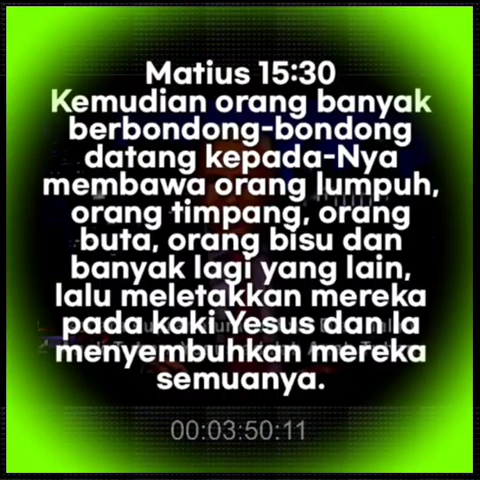 Matius 15:30
Kemudian orang banyak
berbondong-bondong
datang kepada-Nya
membawa orang lumpuh,
orang timpang, orang
buta, orang bisu dan
banyak lagi yang lain,
lalu meletakkan mereka
pada kaki Yesus dan Ia
menyembuhkan mereka
semuanya.
00:03:50:11